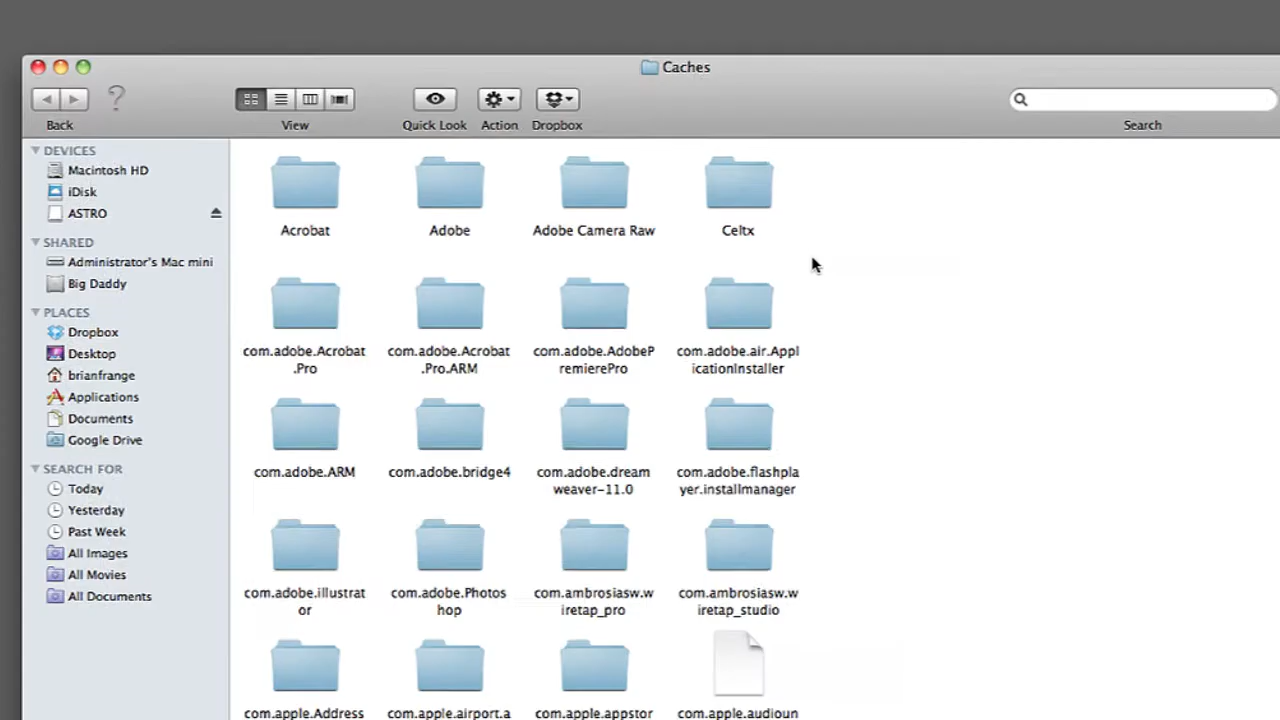 Caches
Back
View
Quick Look
Action
Dropbox
Search
DEVICES
Macintosh HD
iDisk
ASTRO
SHARED
Administrator's Mac mini
Big Daddy
PLACES
Dropbox
Desktop
brianfrange
Applications
Documents
Google Drive
SEARCH FOR
Today
Yesterday
Past Week
All Images
All Movies
All Documents
Acrobat
Adobe
Adobe Camera Raw
Celtx
com.adobe.Acrobat
.Pro
com.adobe.Acrobat
.Pro.ARM
com.adobe.AdobeP
remierePro
com.adobe.air.Appl
icationInstaller
com.adobe.ARM
com.adobe.bridge4
com.adobe.dream
weaver-11.0
com.adobe.flashpla
yer.installmanager
com.adobe.illustrat
or
com.adobe.Photos
hop
com.ambrosiasw.w
iretap_pro
com.ambrosiasw.w
iretap_studio
com.apple.Address
com.apple.airport.a
com.apple.appstor
com.apple.audioun